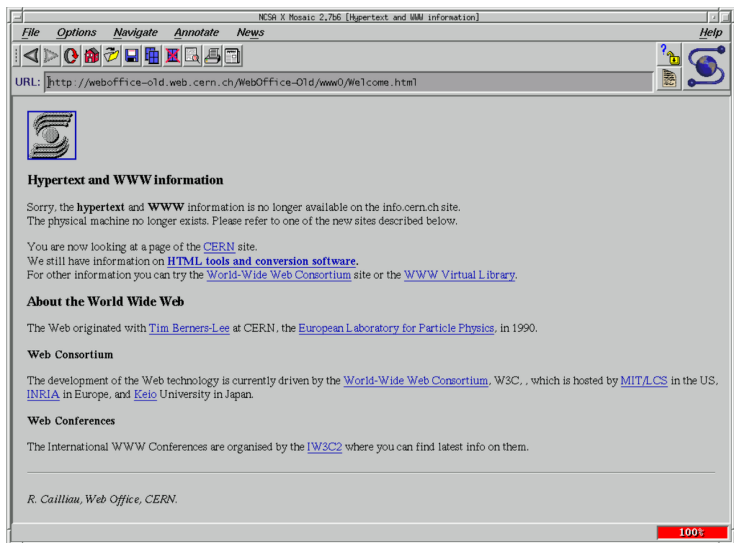 NCSA X Mosaic 2.7b6 [Hypertext and WWW information]
File Options Navigate Annotate News Help
URL: http://weboffice-old.web.cern.ch/WebOffice-Old/www0/Welcome.html
Hypertext and WWW information
Sorry, the hypertext and WWW information is no longer available on the info.cern.ch site.
The physical machine no longer exists. Please refer to one of the new sites described below.
You are now looking at a page of the CERN site.
We still have information on HTML tools and conversion software.
For other information you can try the World-Wide Web Consortium site or the WWW Virtual Library.
About the World Wide Web
The Web originated with Tim Berners-Lee at CERN, the European Laboratory for Particle Physics, in 1990.
Web Consortium
The development of the Web technology is currently driven by the World-Wide Web Consortium, W3C, , which is hosted by MIT/LCS in the US,
INRIA in Europe, and Keio University in Japan.
Web Conferences
The International WWW Conferences are organised by the IW3C2 where you can find latest info on them.
R. Cailliau, Web Office, CERN.
100%